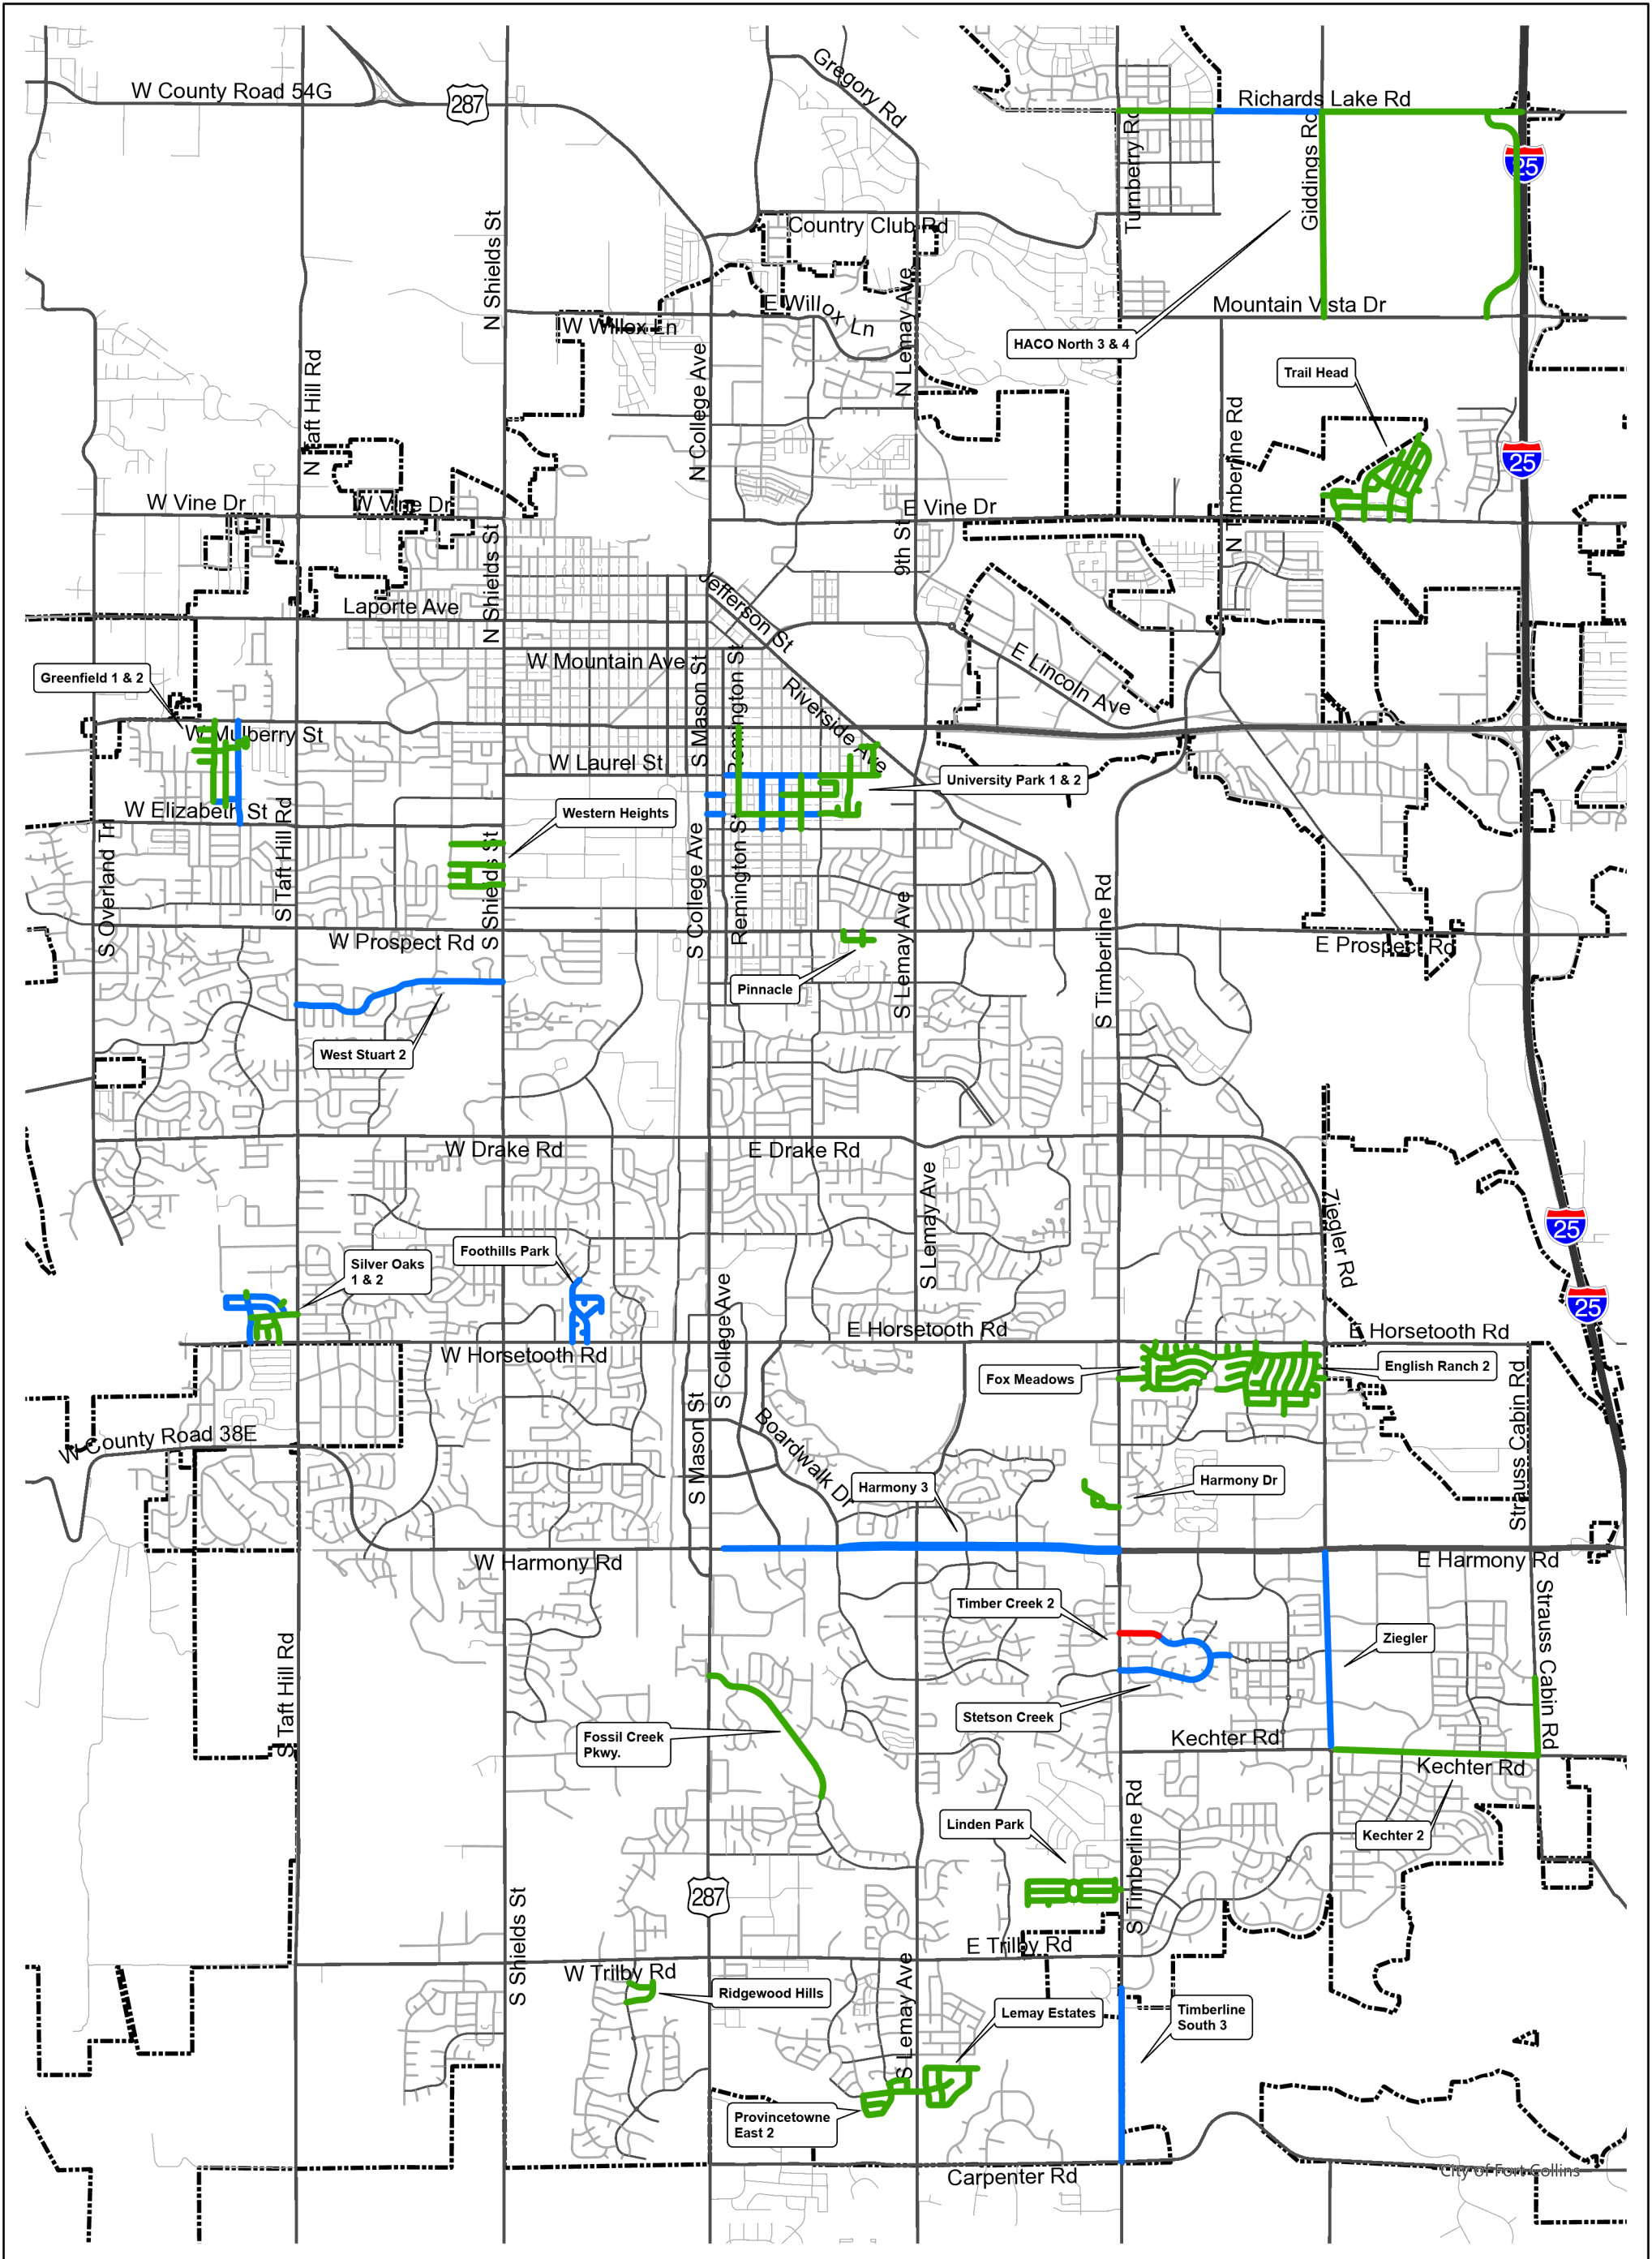 W County Road 54G
287
Gregory Rd
Richards Lake Rd
Turnberry Rd
Giddings Rd
25
N Shields St
Country Club Rd
N Lemay Ave
E Willox Ln
W Willox Ln
Mountain Vista Dr
HACO North 3 & 4
Trail Head
N Taft Hill Rd
N College Ave
N Timberline Rd
25
W Vine Dr
W Vine Dr
E Vine Dr
N Shields St
9th St
Jefferson St
Laporte Ave
W Mountain Ave
S Mason St
Remington St
Riverside Ave
E Lincoln Ave
Greenfield 1 & 2
W Mulberry St
W Laurel St
University Park 1 & 2
W Elizabeth St
Western Heights
S Overland Trl
S Taft Hill Rd
S Shields St
S College Ave
Remington St
S Lemay Ave
S Timberline Rd
W Prospect Rd
E Prospect Rd
Pinnacle
West Stuart 2
W Drake Rd
E Drake Rd
S Lemay Ave
Ziegler Rd
25
Silver Oaks
1 & 2
Foothills Park
S College Ave
25
E Horsetooth Rd
E Horsetooth Rd
W Horsetooth Rd
Fox Meadows
English Ranch 2
S Mason St
Boardwalk Dr
Strauss Cabin Rd
W County Road 38E
Harmony 3
Harmony Dr
W Harmony Rd
E Harmony Rd
Timber Creek 2
Ziegler
Strauss Cabin Rd
S Taft Hill Rd
Stetson Creek
Fossil Creek
Pkwy.
Kechter Rd
Kechter Rd
Linden Park
Kechter 2
S Timberline Rd
287
S Shields St
E Trilby Rd
W Trilby Rd
Ridgewood Hills
S Lemay Ave
Lemay Estates
Timberline
South 3
Provincetowne
East 2
Carpenter Rd
City of Fort Collins